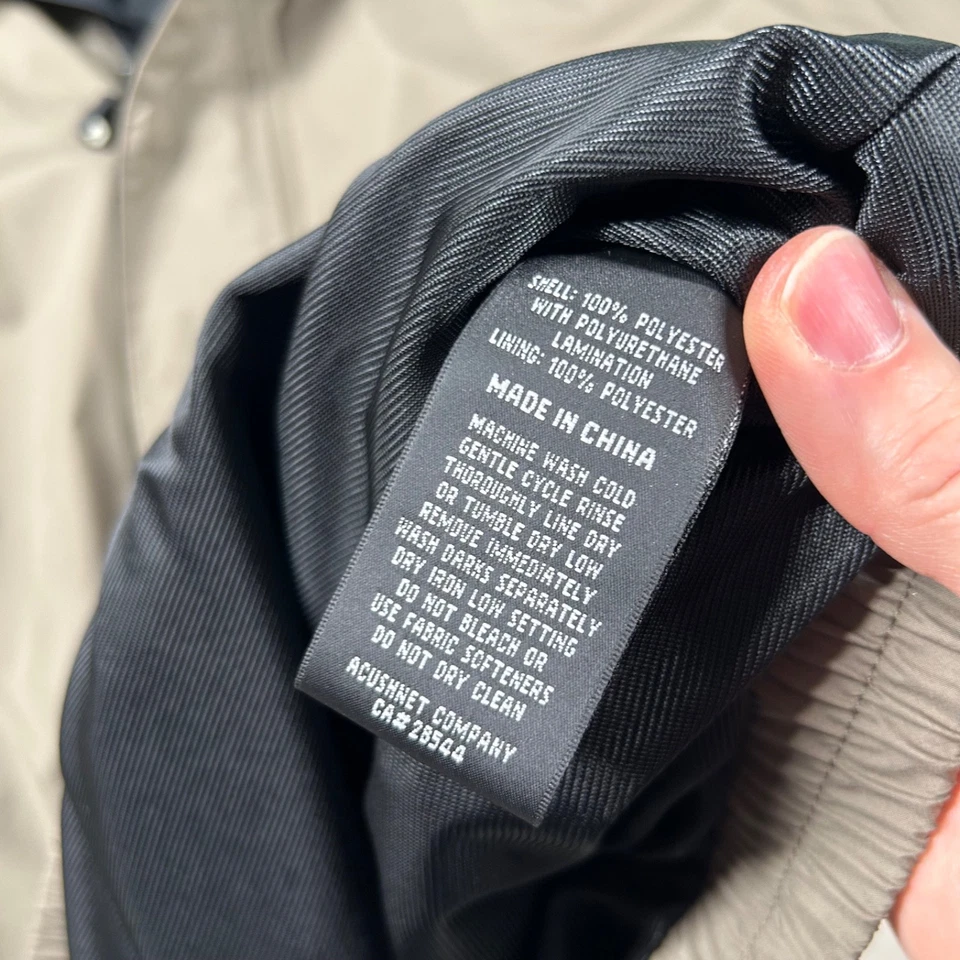 SHELL: 100% POLYESTER
WITH POLYURETHANE
LAMINATION
LINING: 100% POLYESTER
MADE IN CHINA
MACHINE WASH COLD
GENTLE CYCLE RINSE
THOROUGHLY LINE DRY
OR TUMBLE DRY LOW
REMOVE IMMEDIATELY
WASH DARKS SEPARATELY
DRY IRON LOW SETTING
DO NOT BLEACH OR
USE FABRIC SOFTENERS
DO NOT DRY CLEAN
ACUSHNET COMPANY
CA# 28544